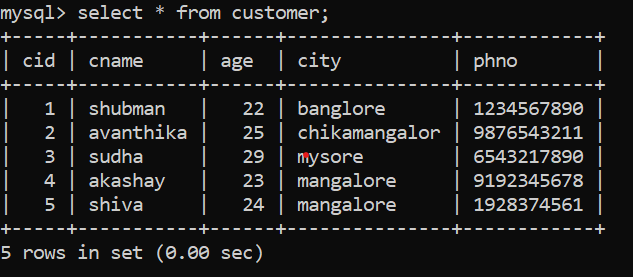 mysql> select * from customer;
+-----+-----------+------+--------------+------------+
| cid | cname     | age  | city         | phno       |
+-----+-----------+------+--------------+------------+
|   1 | shubman   |   22 | banglore     | 1234567890 |
|   2 | avanthika |   25 | chikamangalor | 9876543211 |
|   3 | sudha     |   29 | mysore       | 6543217890 |
|   4 | akashay   |   23 | mangalore    | 9192345678 |
|   5 | shiva     |   24 | mangalore    | 1928374561 |
+-----+-----------+------+--------------+------------+
5 rows in set (0.00 sec)